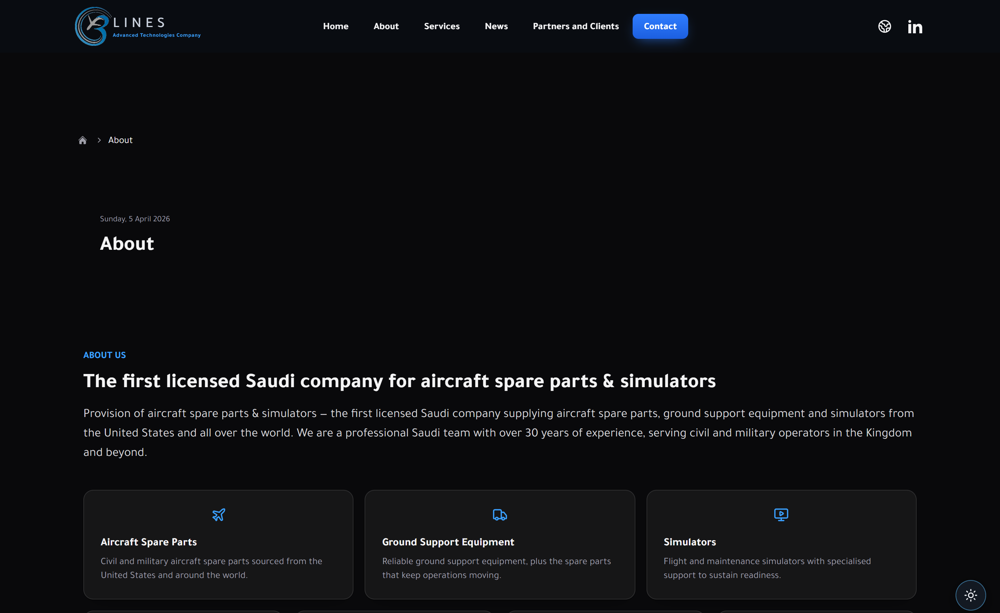 LINES
Advanced Technologies Company
Home
About
Services
News
Partners and Clients
Contact
in
About
Sunday, 5 April 2026
About
ABOUT US
The first licensed Saudi company for aircraft spare parts & simulators
Provision of aircraft spare parts & simulators — the first licensed Saudi company supplying aircraft spare parts, ground support equipment and simulators from
the United States and all over the world. We are a professional Saudi team with over 30 years of experience, serving civil and military operators in the Kingdom
and beyond.
Aircraft Spare Parts
Civil and military aircraft spare parts sourced from the
United States and around the world.
Ground Support Equipment
Reliable ground support equipment, plus the spare parts
that keep operations moving.
Simulators
Flight and maintenance simulators with specialised
support to sustain readiness.